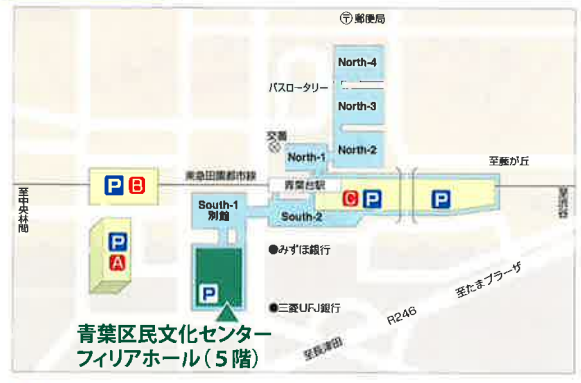 〒郵便局
North-4
バスロータリー
North-3
交番
North-2
North-1
至藤が丘
東急田園都市線
P B
青葉台駅
C P
P
至中央林間
至渋谷
South-1
別館
South-2
P
A
●みずほ銀行
至たまプラーザ
P
●三菱UFJ銀行
R246
青葉区民文化センター
フィリアホール(5階)
至長津田